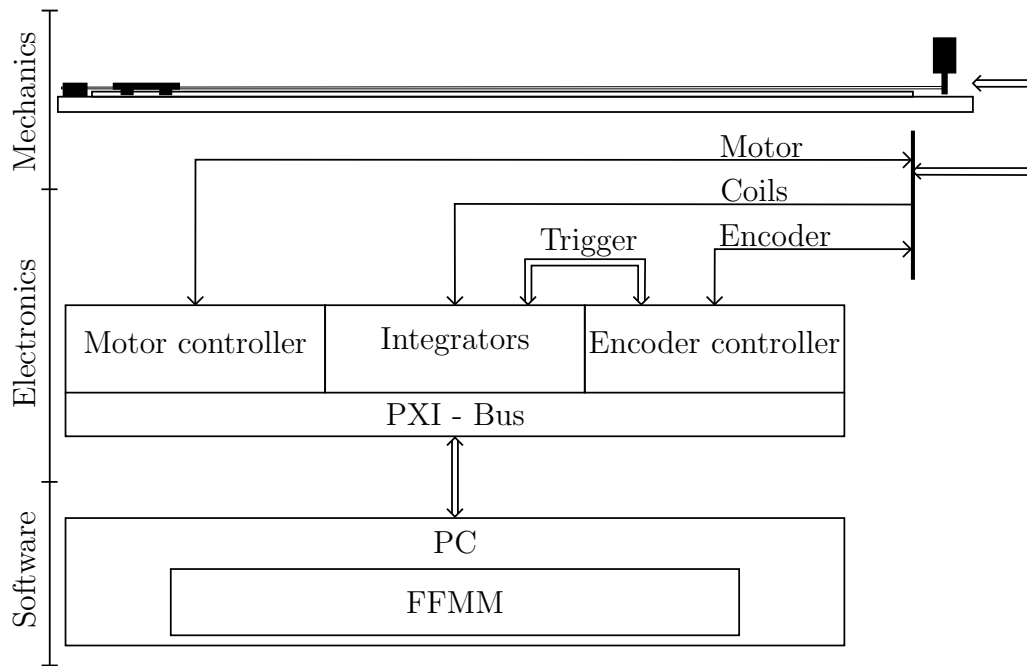 Mechanics
Motor
Coils
Encoder
Trigger
Electronics
Motor controller
Integrators
Encoder controller
PXI - Bus
Software
PC
FFMM